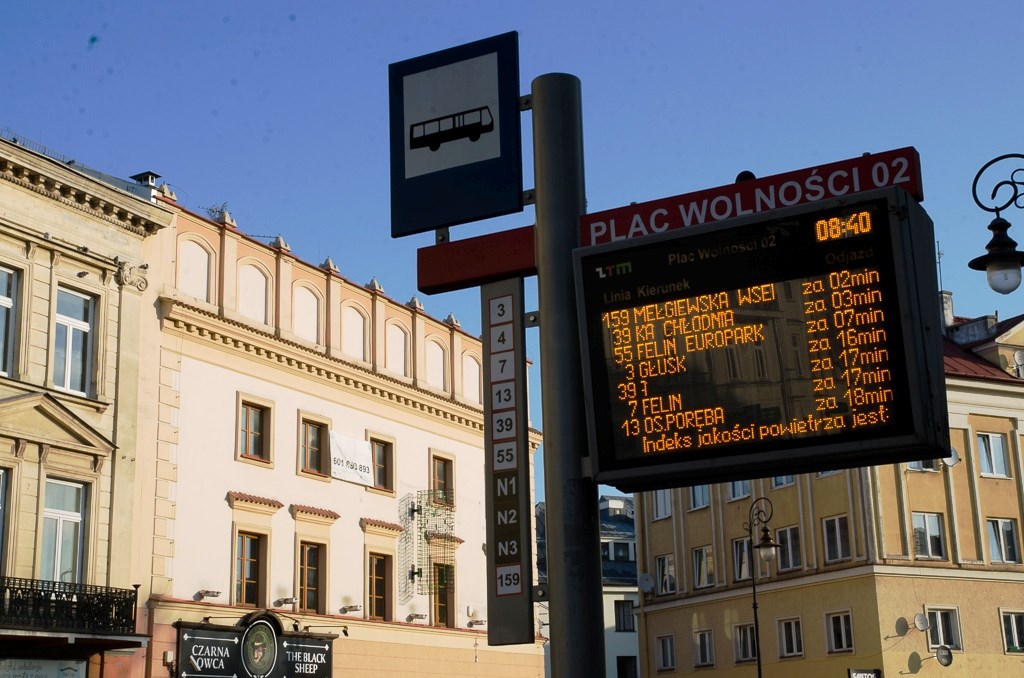 PLAC WOLNOŚCI 02
ztm Plac Wolności 02 08:40
Linia Kierunek Odjazd
159 MEŁGIEWSKA WSEI za 02min
39 KA CHŁODNIA za 03min
55 FELIN EUROPARK za 07min
3 GŁUSK za 16min
39 za 17min
7 FELIN za 17min
13 OS.PORĘBA za 18min
Indeks jakości powietrza jest:
3
4
7
13
39
55
N1
N2
N3
159
CZARNA OWCA
THE BLACK SHEEP